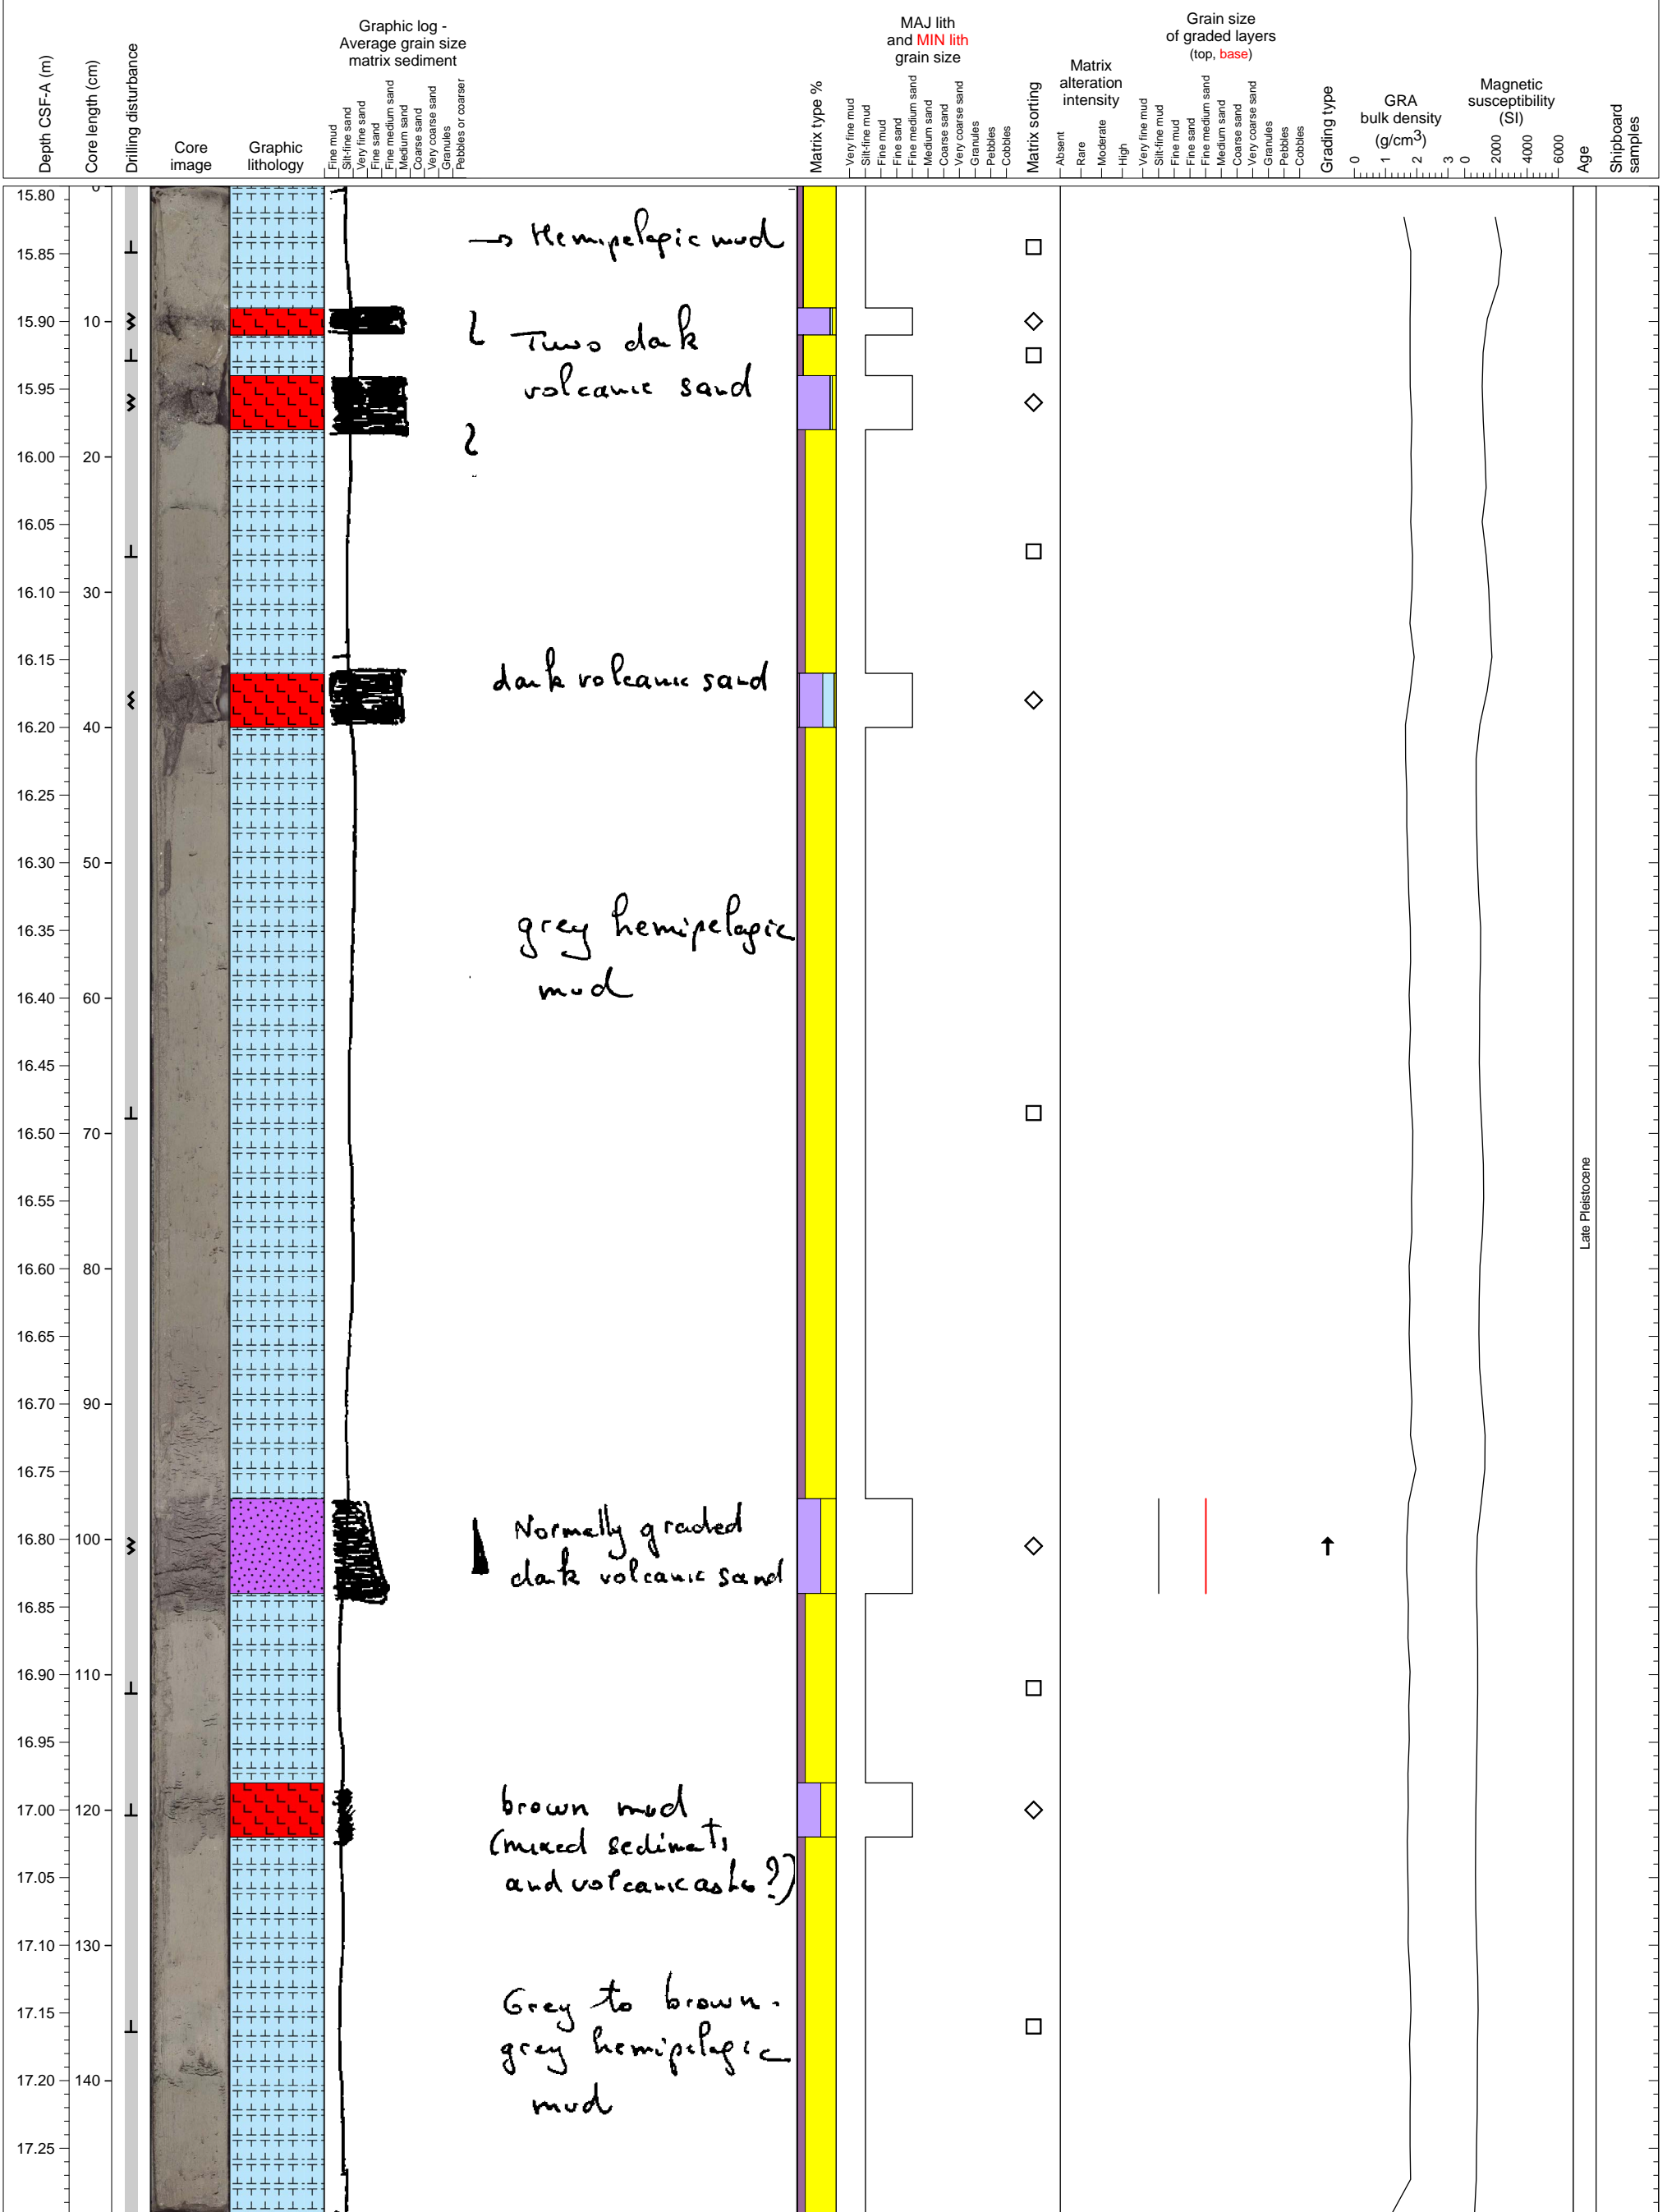 Depth CSF-A (m)
Core length (cm)
Drilling disturbance
Core
image
Graphic
lithology
Graphic log -
Average grain size
matrix sediment
Fine mud
Silt-fine sand
Very fine sand
Fine sand
Fine medium sand
Medium sand
Coarse sand
Very coarse sand
Granules
Pebbles or coarser
Matrix type %
MAJ lith
and MIN lith
grain size
Very fine mud
Silt-fine mud
Fine mud
Fine sand
Fine medium sand
Medium sand
Coarse sand
Very coarse sand
Granules
Pebbles
Cobbles
Matrix sorting
Matrix
alteration
intensity
Absent
Rare
Moderate
High
Grain size
of graded layers
(top, base)
Very fine mud
Silt-fine mud
Fine mud
Fine sand
Fine medium sand
Medium sand
Coarse sand
Very coarse sand
Granules
Pebbles
Cobbles
Grading type
GRA
bulk density
(g/cm3)
0 1 2 3
Magnetic
susceptibility
(SI)
0 2000 4000 6000
Age
Shipboard
samples
15.80 0
→ Hemipelagic mud
15.85
15.90 10
Two dark
volcanic sand
15.95
16.00 20
16.05
16.10 30
16.15
dark volcanic sand
16.20 40
16.25
16.30 50
16.35
grey hemipelagic
mud
16.40 60
16.45
16.50 70
16.55
Late Pleistocene
16.60 80
16.65
16.70 90
16.75
16.80 100
Normally graded
dark volcanic sand
16.85
16.90 110
16.95
17.00 120
brown mud
(mixed sediments
and volcanic ashes?)
17.05
17.10 130
17.15
Grey to brown-
grey hemipelagic
mud
17.20 140
17.25